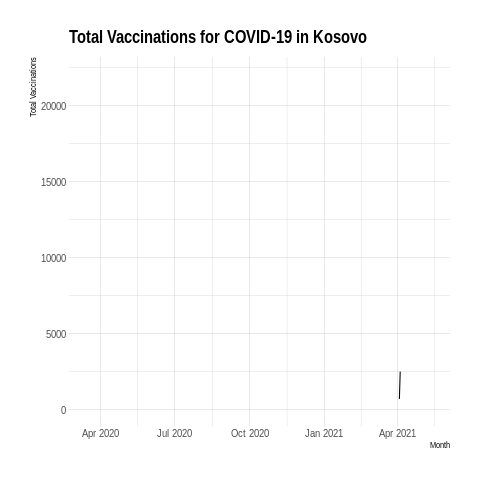 Total Vaccinations for COVID-19 in Kosovo
Total Vaccinations
20000
15000
10000
5000
0
Apr 2020 Jul 2020 Oct 2020 Jan 2021 Apr 2021
Month